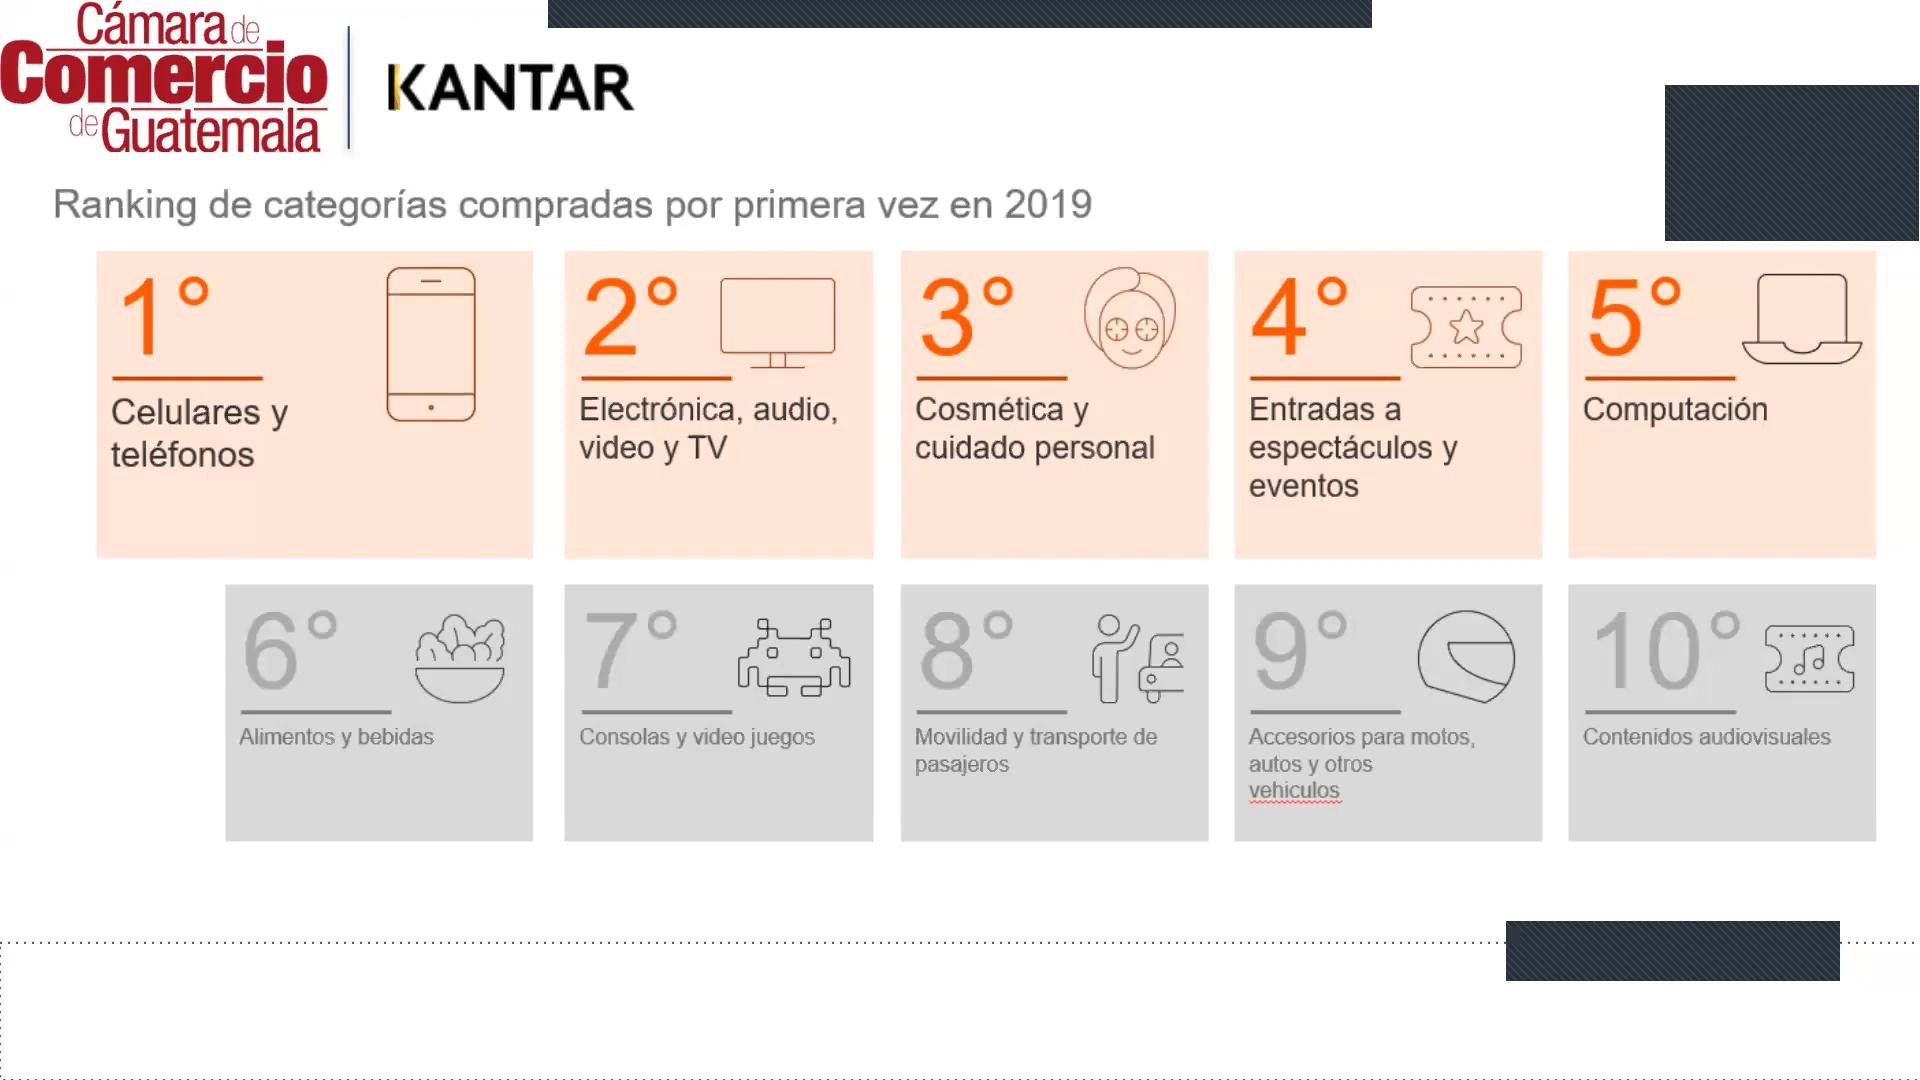 Cámara de
Comercio
de Guatemala
KANTAR
Ranking de categorías compradas por primera vez en 2019
1°
Celulares y
teléfonos
2°
Electrónica, audio,
video y TV
3°
Cosmética y
cuidado personal
4°
Entradas a
espectáculos y
eventos
5°
Computación
6°
Alimentos y bebidas
7°
Consolas y video juegos
8°
Movilidad y transporte de
pasajeros
9°
Accesorios para motos,
autos y otros
vehiculos
10°
Contenidos audiovisuales